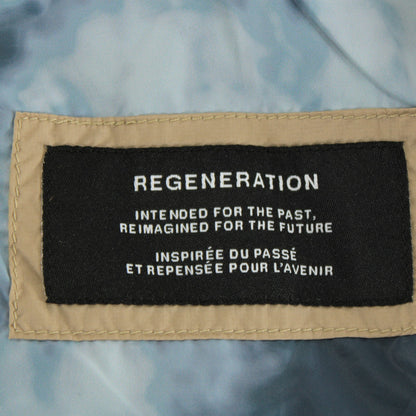 REGENERATION
INTENDED FOR THE PAST,
REIMAGINED FOR THE FUTURE
INSPIRÉE DU PASSÉ
ET REPENSÉE POUR L'AVENIR